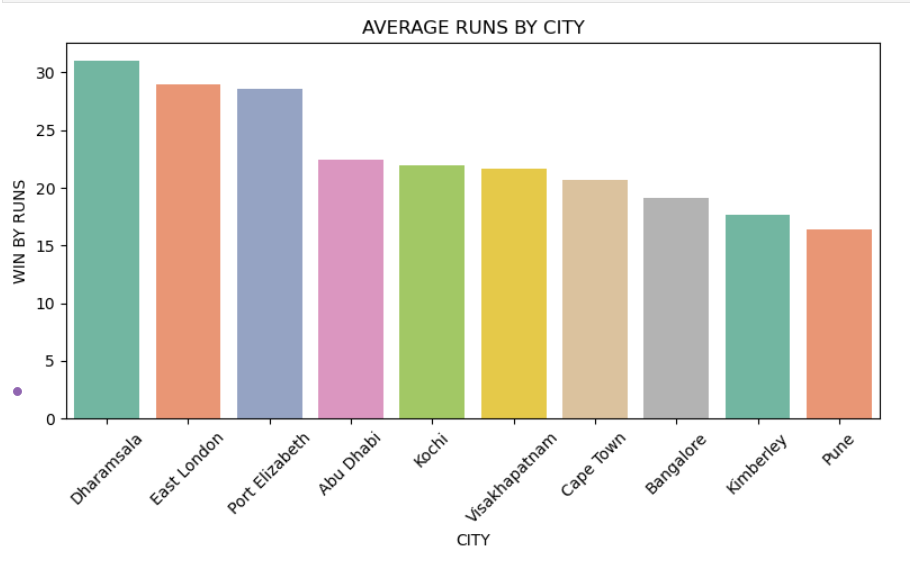 AVERAGE RUNS BY CITY
WIN BY RUNS
30
25
20
15
10
5
0
Dharamsala
East London
Port Elizabeth
Abu Dhabi
Kochi
Visakhapatnam
Cape Town
Bangalore
Kimberley
Pune
CITY